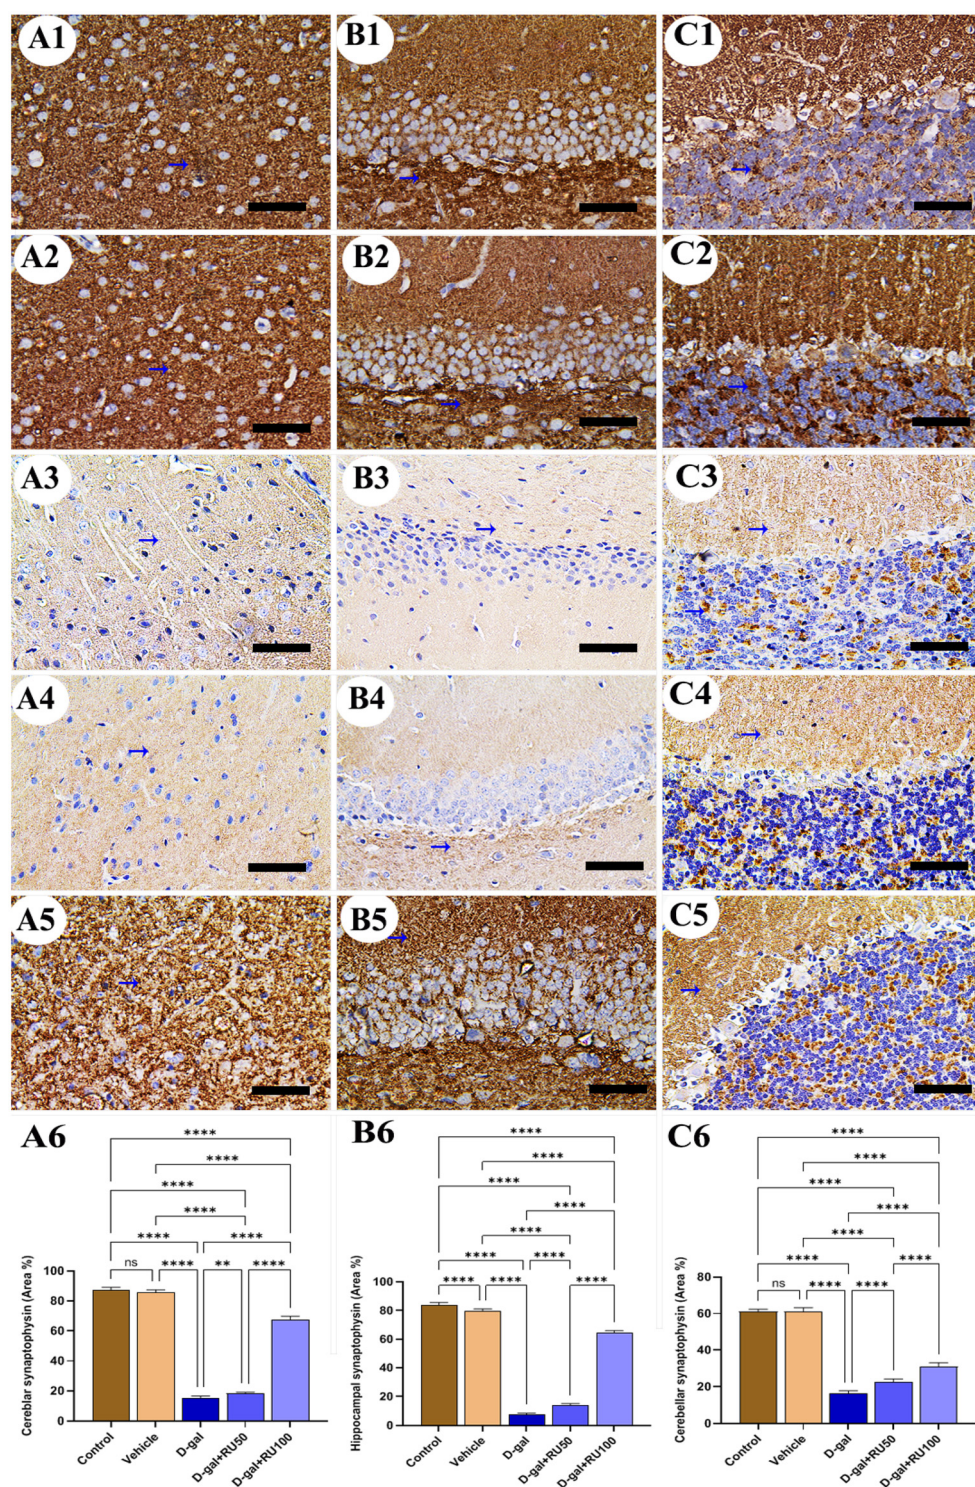 A1
B1
C1
A2
B2
C2
A3
B3
C3
A4
B4
C4
A5
B5
C5
A6
****
****
****
****
****
****
ns
****
**
****
Cereblar synaptophysin (Area %)
100
80
60
40
20
0
Control
Vehicle
D-gal
D-gal+RU50
D-gal+RU100
B6
****
****
****
****
****
****
****
****
****
****
Hippocampal synaptophysin (Area %)
100
80
60
40
20
0
Control
Vehicle
D-gal
D-gal+RU50
D-gal+RU100
C6
****
****
****
****
****
****
****
ns
****
****
Cerebellar synaptophysin (Area %)
80
60
40
20
0
Control
Vehicle
D-gal
D-gal+RU50
D-gal+RU100